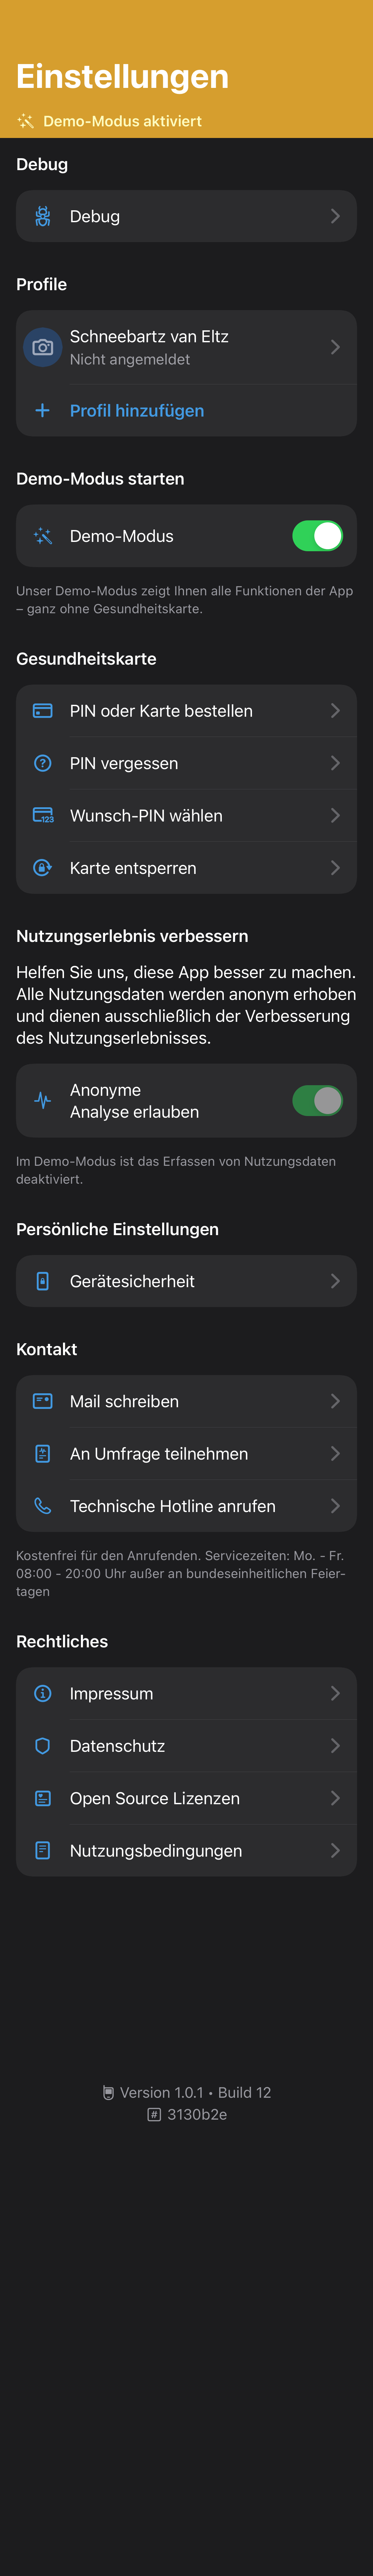 Einstellungen
Demo-Modus aktiviert
Debug
Debug
Profile
Schneebartz van Eltz
Nicht angemeldet
Profil hinzufügen
Demo-Modus starten
Demo-Modus
Unser Demo-Modus zeigt Ihnen alle Funktionen der App
– ganz ohne Gesundheitskarte.
Gesundheitskarte
PIN oder Karte bestellen
PIN vergessen
Wunsch-PIN wählen
Karte entsperren
Nutzungserlebnis verbessern
Helfen Sie uns, diese App besser zu machen.
Alle Nutzungsdaten werden anonym erhoben
und dienen ausschließlich der Verbesserung
des Nutzungserlebnisses.
Anonyme
Analyse erlauben
Im Demo-Modus ist das Erfassen von Nutzungsdaten
deaktiviert.
Persönliche Einstellungen
Gerätesicherheit
Kontakt
Mail schreiben
An Umfrage teilnehmen
Technische Hotline anrufen
Kostenfrei für den Anrufenden. Servicezeiten: Mo. - Fr.
08:00 - 20:00 Uhr außer an bundeseinheitlichen Feier-
tagen
Rechtliches
Impressum
Datenschutz
Open Source Lizenzen
Nutzungsbedingungen
Version 1.0.1 • Build 12
# 3130b2e